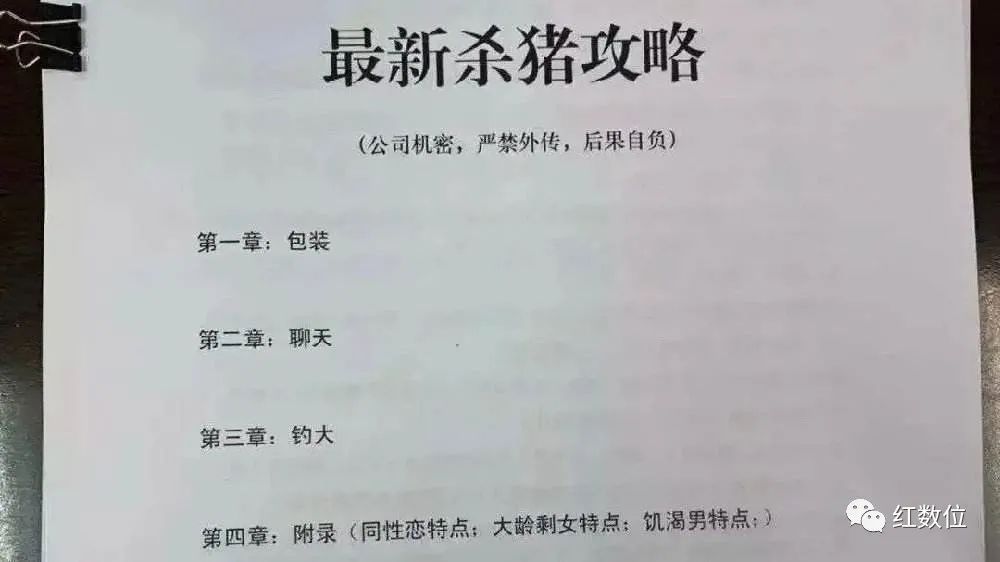 最新杀猪攻略
（公司机密，严禁外传，后果自负）
第一章：包装
第二章：聊天
第三章：钓大
第四章：附录（同性恋特点；大龄剩女特点；饥渴男特点；）
红数位